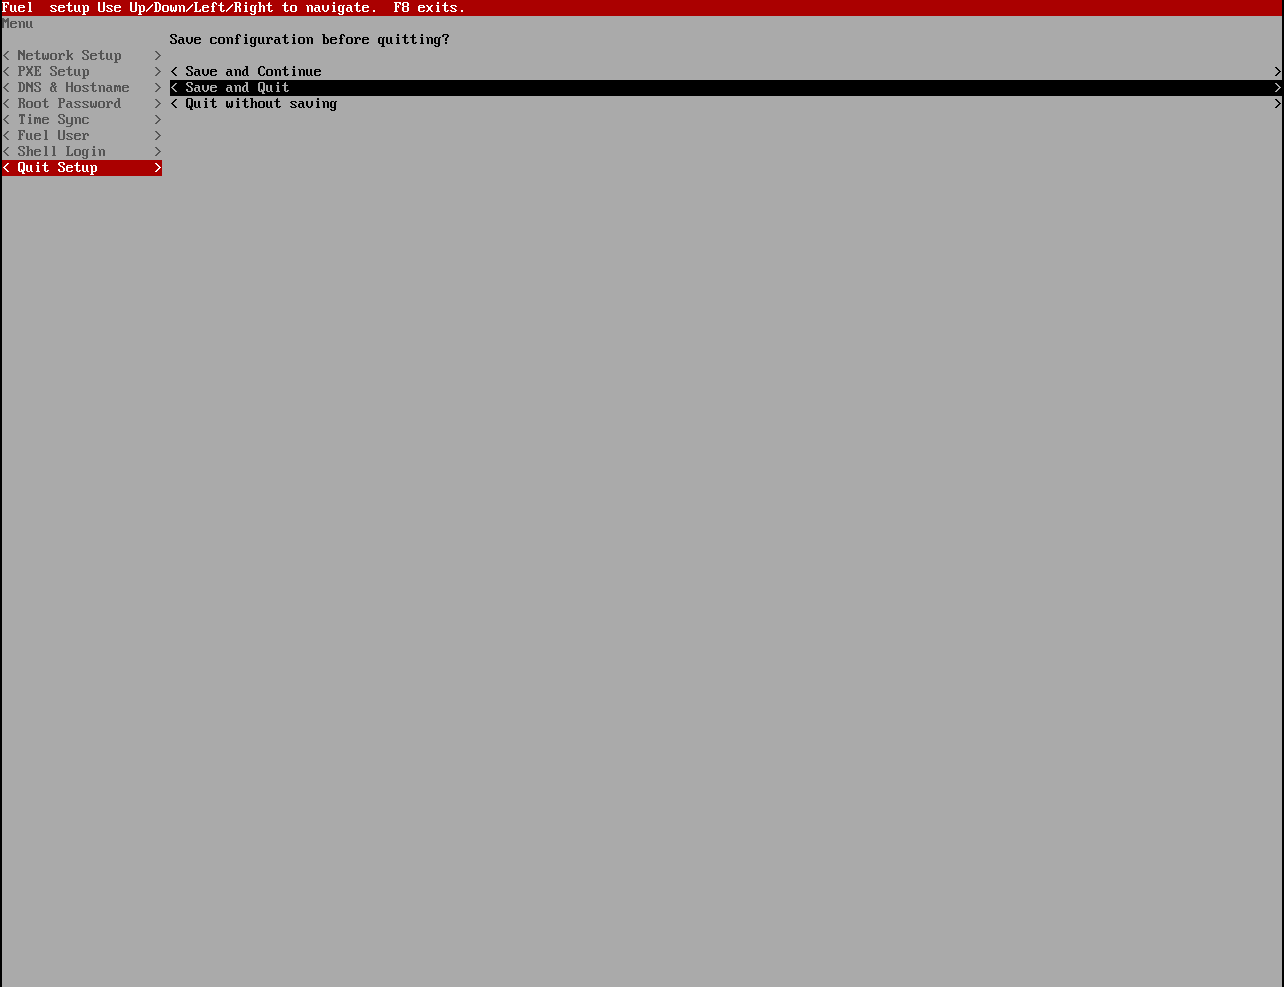 Fuel  setup Use Up/Down/Left/Right to navigate.  F8 exits.
Menu
Save configuration before quitting?
< Network Setup    >
< PXE Setup        > < Save and Continue >
< DNS & Hostname   > < Save and Quit >
< Root Password    > < Quit without saving >
< Time Sync        >
< Fuel User        >
< Shell Login      >
< Quit Setup       >